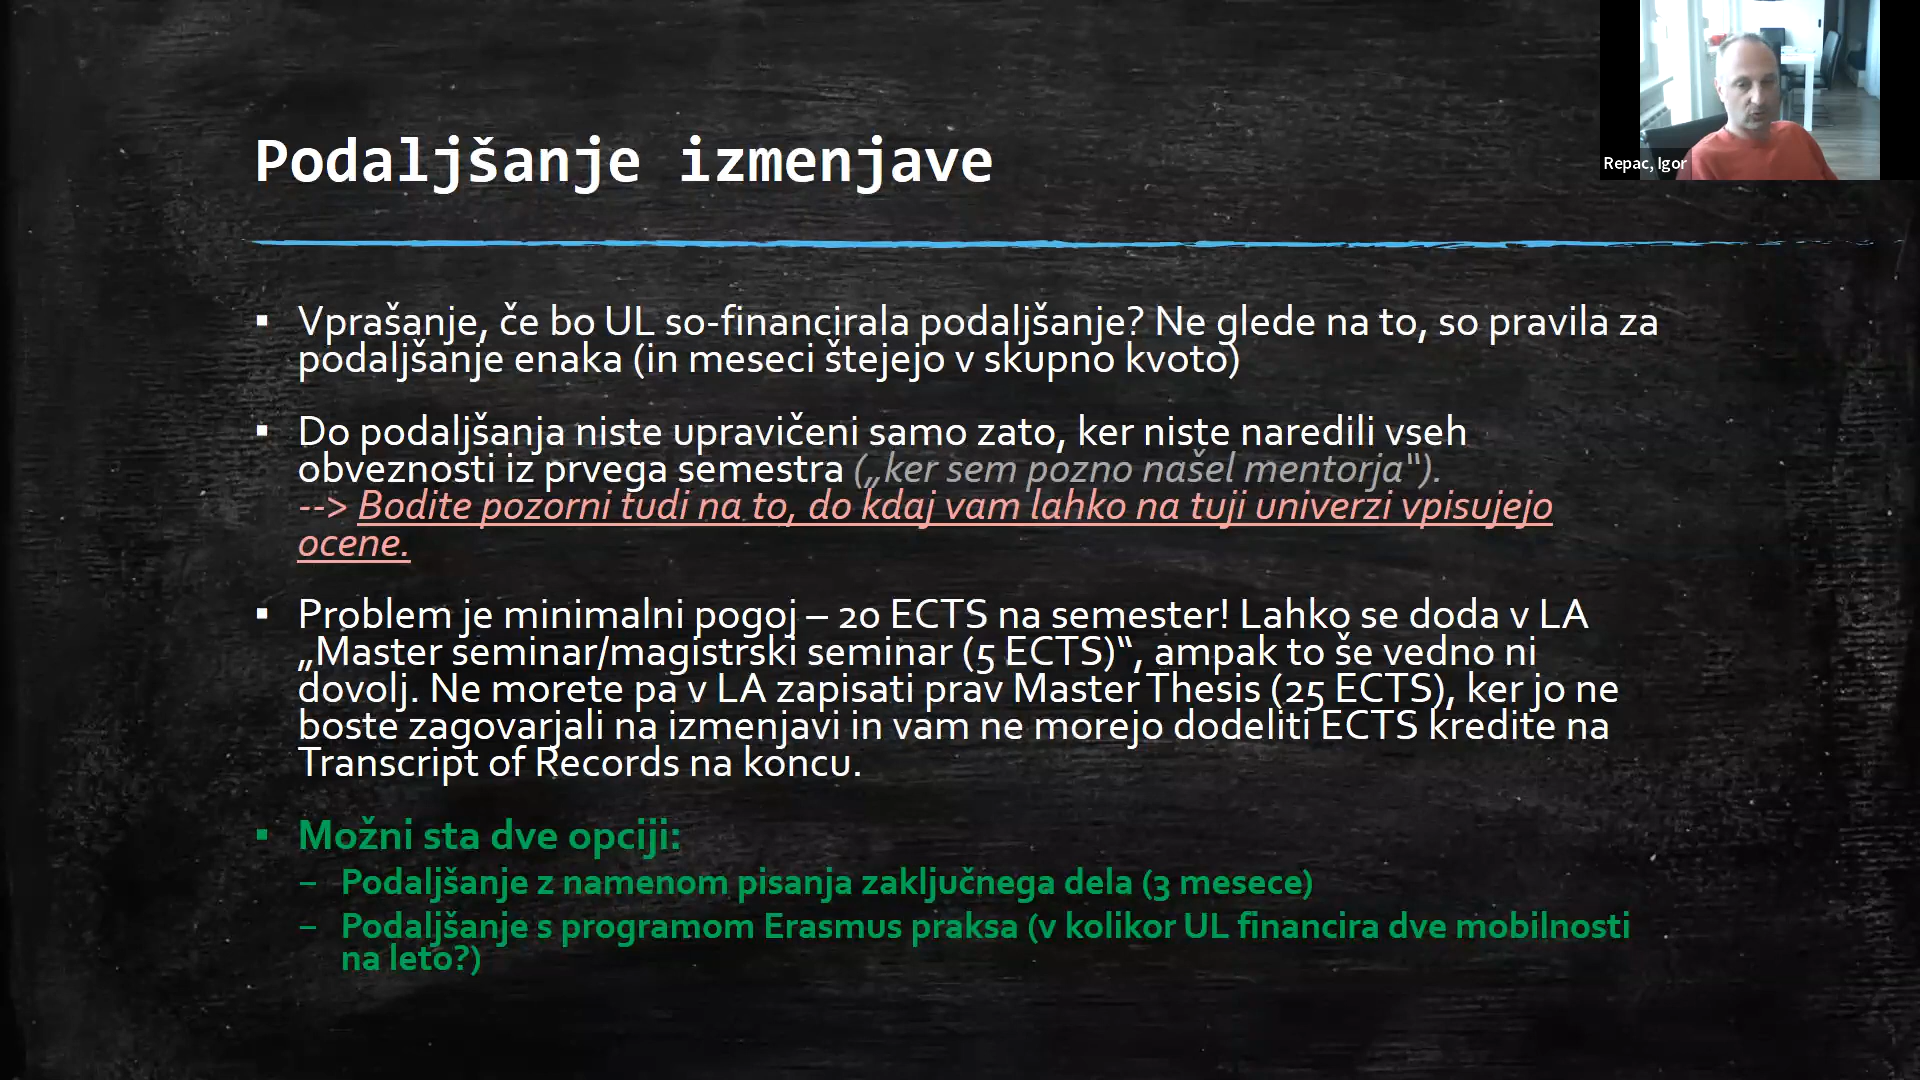 Podaljšanje izmenjave
Repac, Igor
▪ Vprašanje, če bo UL so-financirala podaljšanje? Ne glede na to, so pravila za
podaljšanje enaka (in meseci štejejo v skupno kvoto)
▪ Do podaljšanja niste upravičeni samo zato, ker niste naredili vseh
obveznosti iz prvega semestra („ker sem pozno našel mentorja“).
--> Bodite pozorni tudi na to, do kdaj vam lahko na tuji univerzi vpisujejo
ocene.
▪ Problem je minimalni pogoj – 20 ECTS na semester! Lahko se doda v LA
„Master seminar/magistrski seminar (5 ECTS)“, ampak to še vedno ni
dovolj. Ne morete pa v LA zapisati prav Master Thesis (25 ECTS), ker jo ne
boste zagovarjali na izmenjavi in vam ne morejo dodeliti ECTS kredite na
Transcript of Records na koncu.
▪ Možni sta dve opciji:
– Podaljšanje z namenom pisanja zaključnega dela (3 mesece)
– Podaljšanje s programom Erasmus praksa (v kolikor UL financira dve mobilnosti
na leto?)